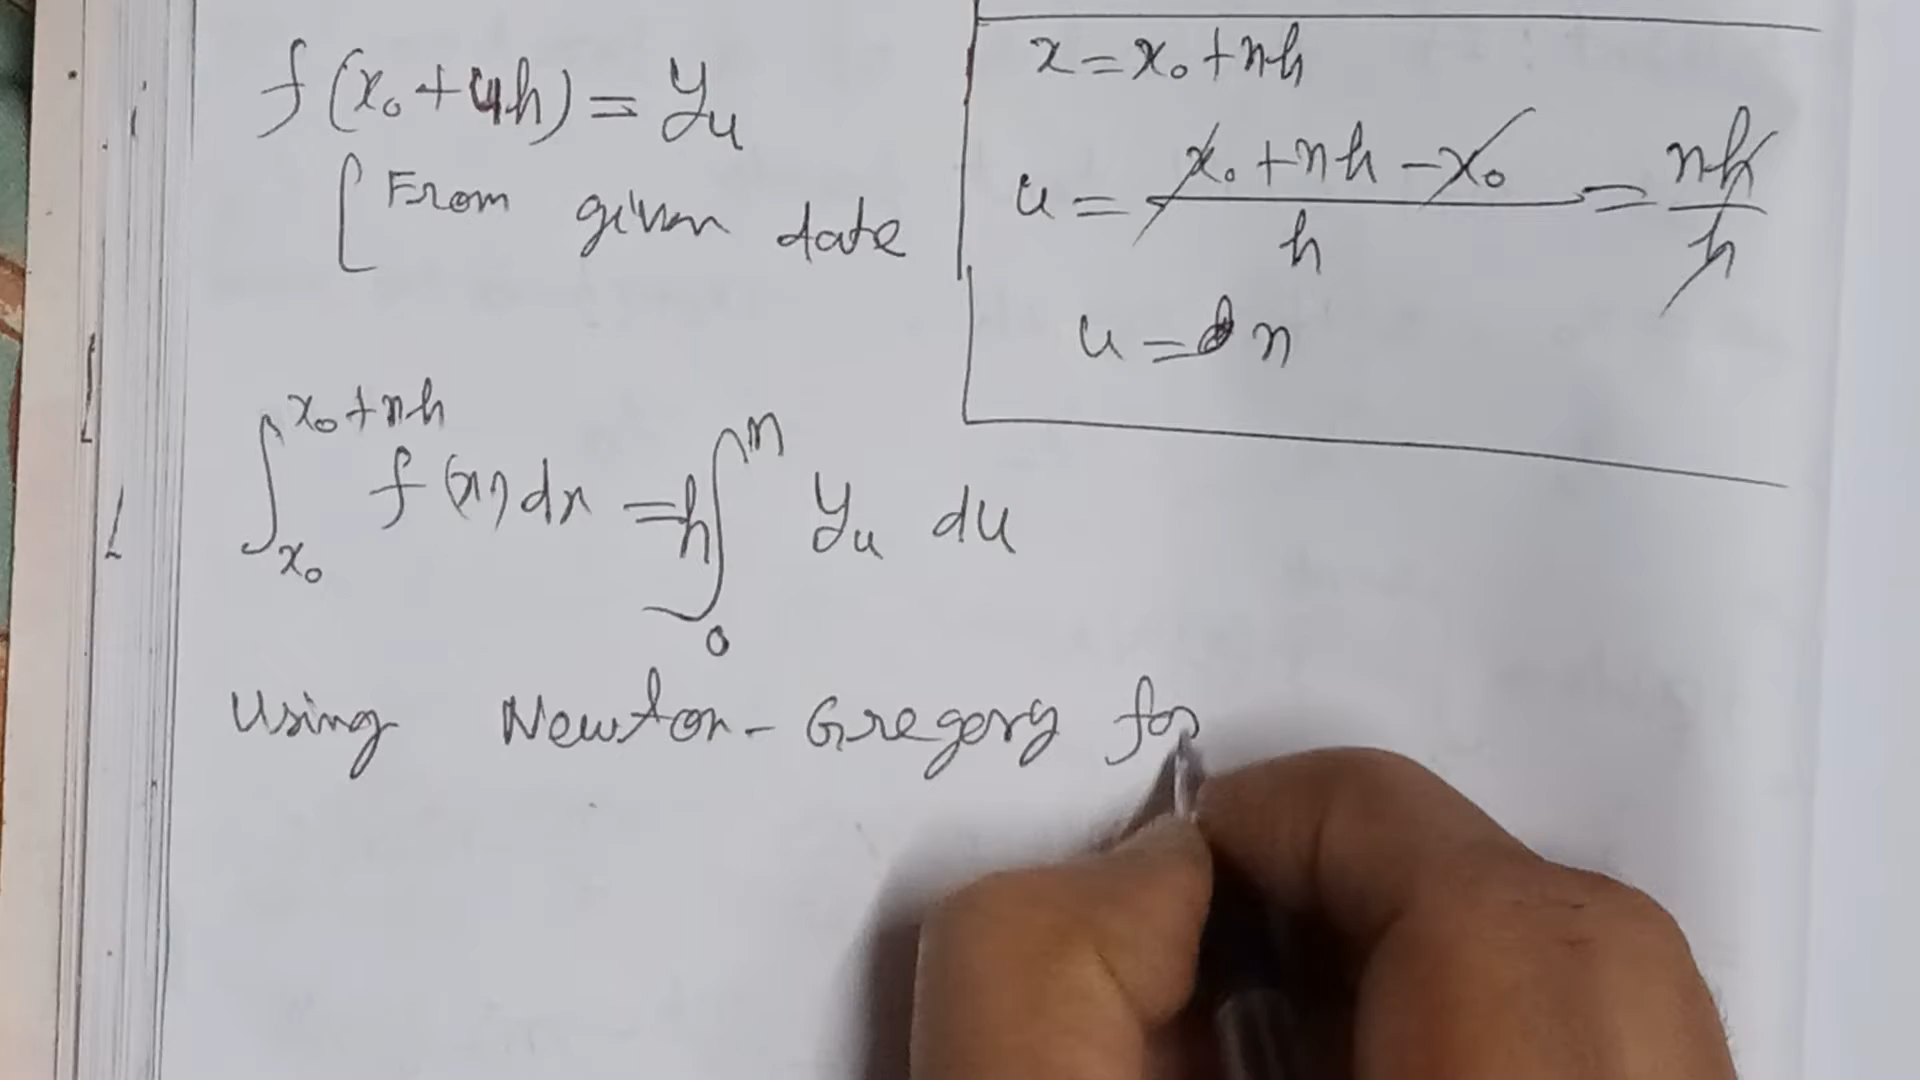 f(x₀+uh) = yᵤ
[From given date
x = x₀ + nh
u = (x₀ + nh - x₀)/h = nh/h
u = n
∫_{x₀}^{x₀+nh} f(x) dx = h ∫_0^n yᵤ du
Using Newton - Gregory for